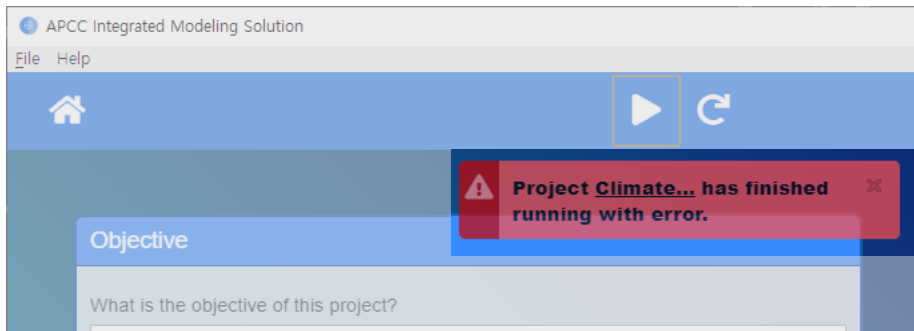 APCC Integrated Modeling Solution
File Help
Project Climate... has finished
running with error.
Objective
What is the objective of this project?